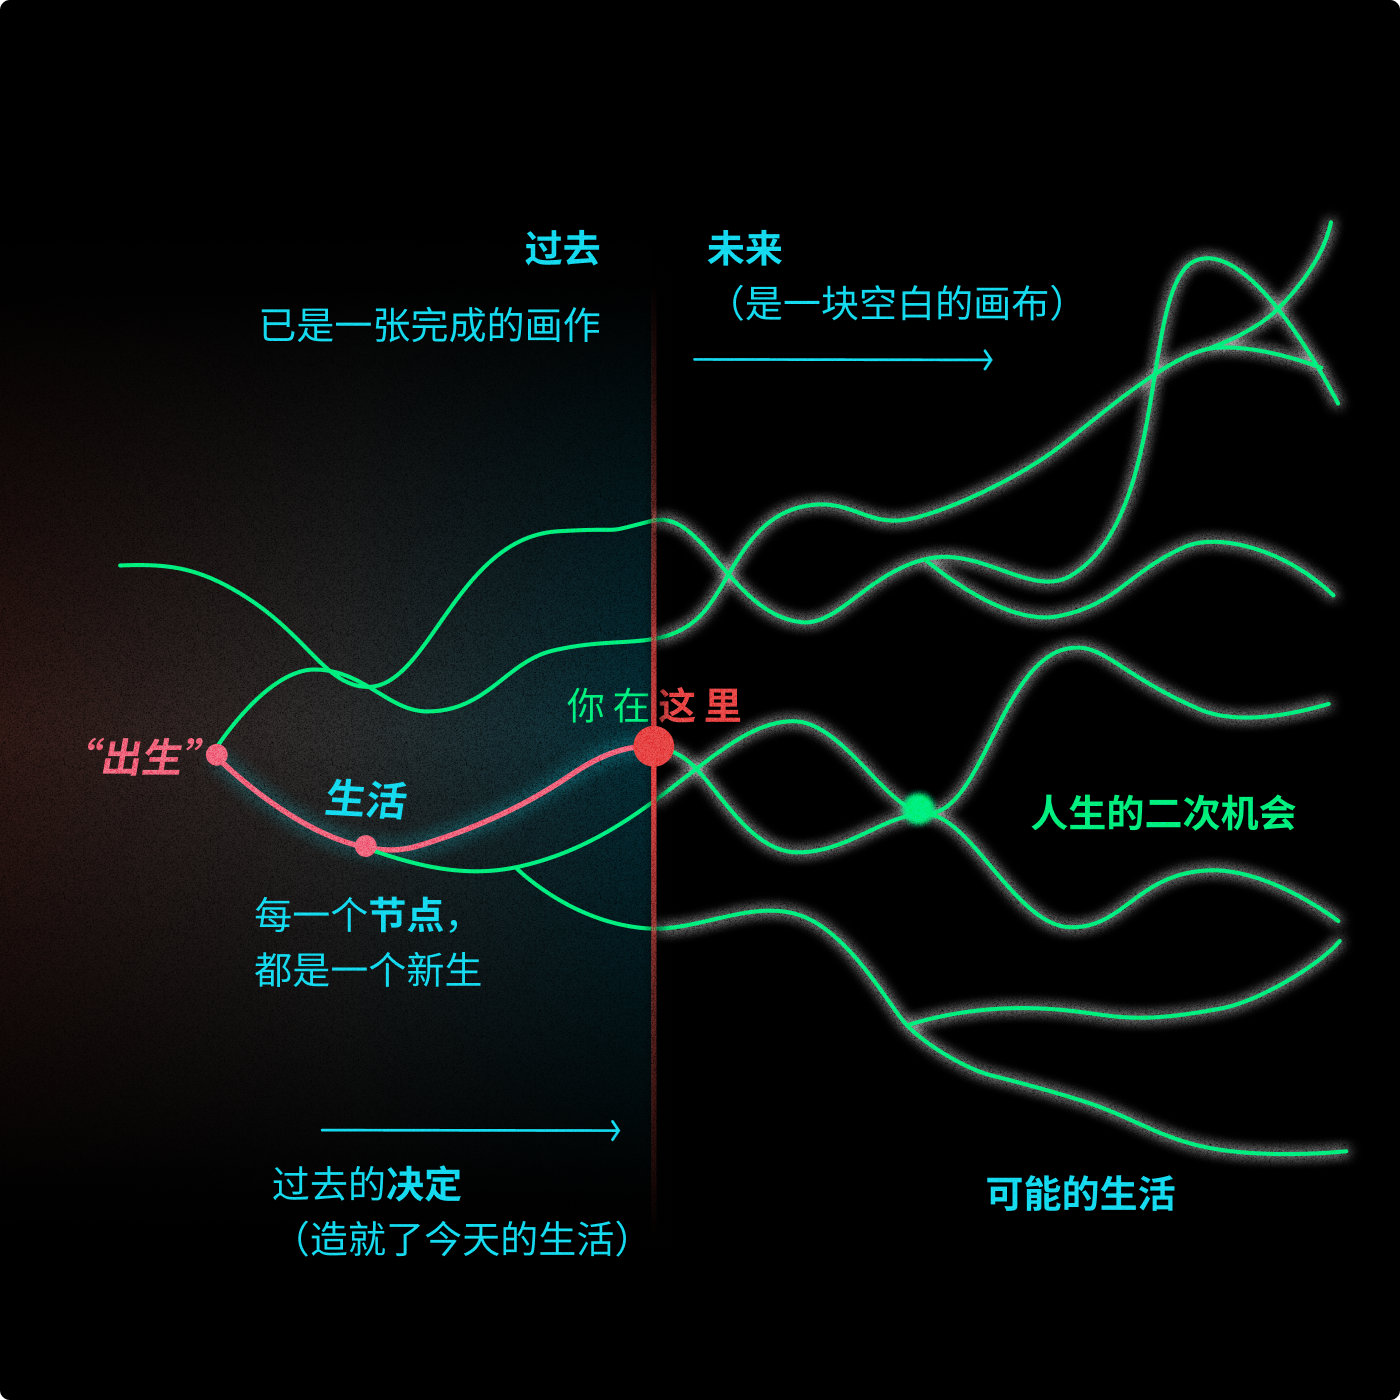 过去
已是一张完成的画作
未来
（是一块空白的画布）
你在这里
“出生”
生活
人生的二次机会
每一个节点，
都是一个新生
过去的决定
（造就了今天的生活）
可能的生活